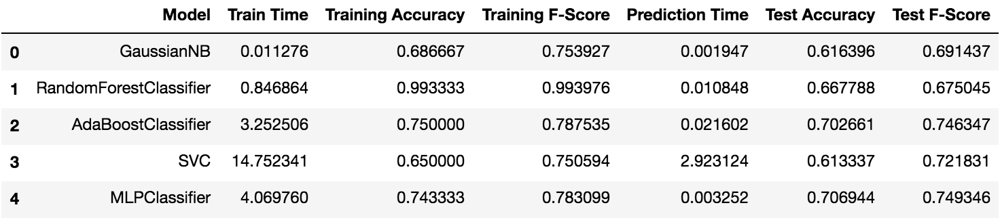 Model Train Time Training Accuracy Training F-Score Prediction Time Test Accuracy Test F-Score
0 GaussianNB 0.011276 0.686667 0.753927 0.001947 0.616396 0.691437
1 RandomForestClassifier 0.846864 0.993333 0.993976 0.010848 0.667788 0.675045
2 AdaBoostClassifier 3.252506 0.750000 0.787535 0.021602 0.702661 0.746347
3 SVC 14.752341 0.650000 0.750594 2.923124 0.613337 0.721831
4 MLPClassifier 4.069760 0.743333 0.783099 0.003252 0.706944 0.749346